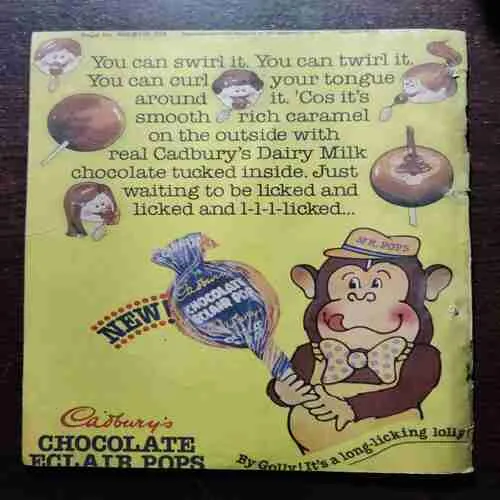 You can swirl it. You can twirl it.
You can curl your tongue
around it. 'Cos it's
smooth rich caramel
on the outside with
real Cadbury's Dairy Milk
chocolate tucked inside. Just
waiting to be licked and
licked and l-l-l-licked...
MR. POPS
Cadbury's
CHOCOLATE
ECLAIR POPS
NEW!
Cadbury's
CHOCOLATE
ECLAIR POPS
By Golly! It's a long-licking lolly!